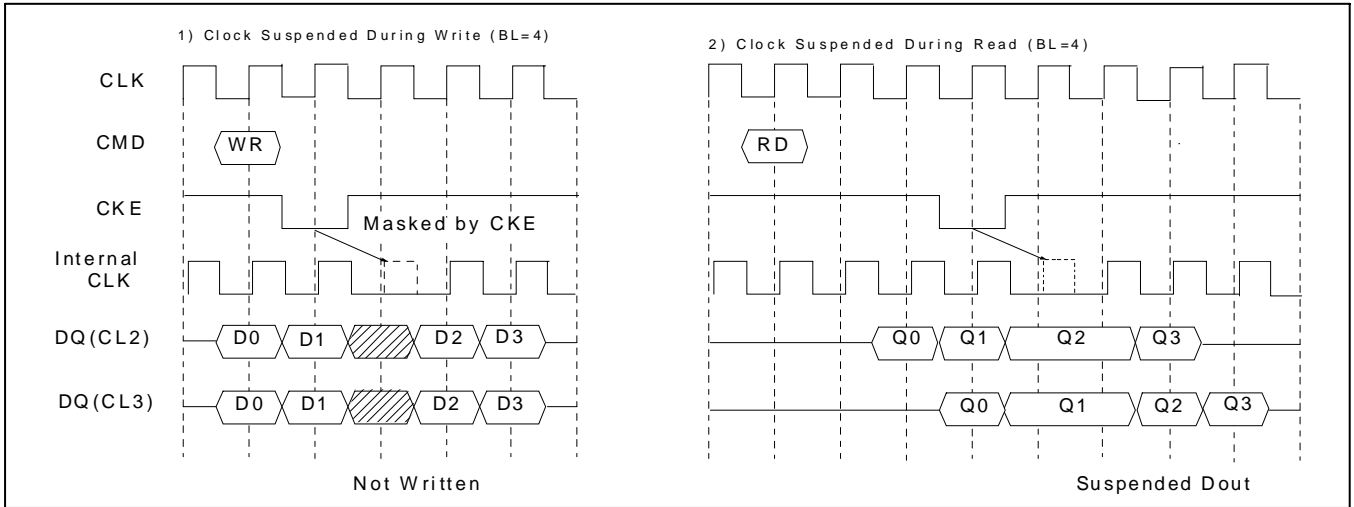 1) Clock Suspended During Write (BL=4)
2) Clock Suspended During Read (BL=4)
CLK
CMD
WR
RD
CKE
Masked by CKE
Internal
CLK
DQ(CL2)
D0 D1 D2 D3
Q0 Q1 Q2 Q3
DQ(CL3)
D0 D1 D2 D3
Q0 Q1 Q2 Q3
Not Written
Suspended Dout